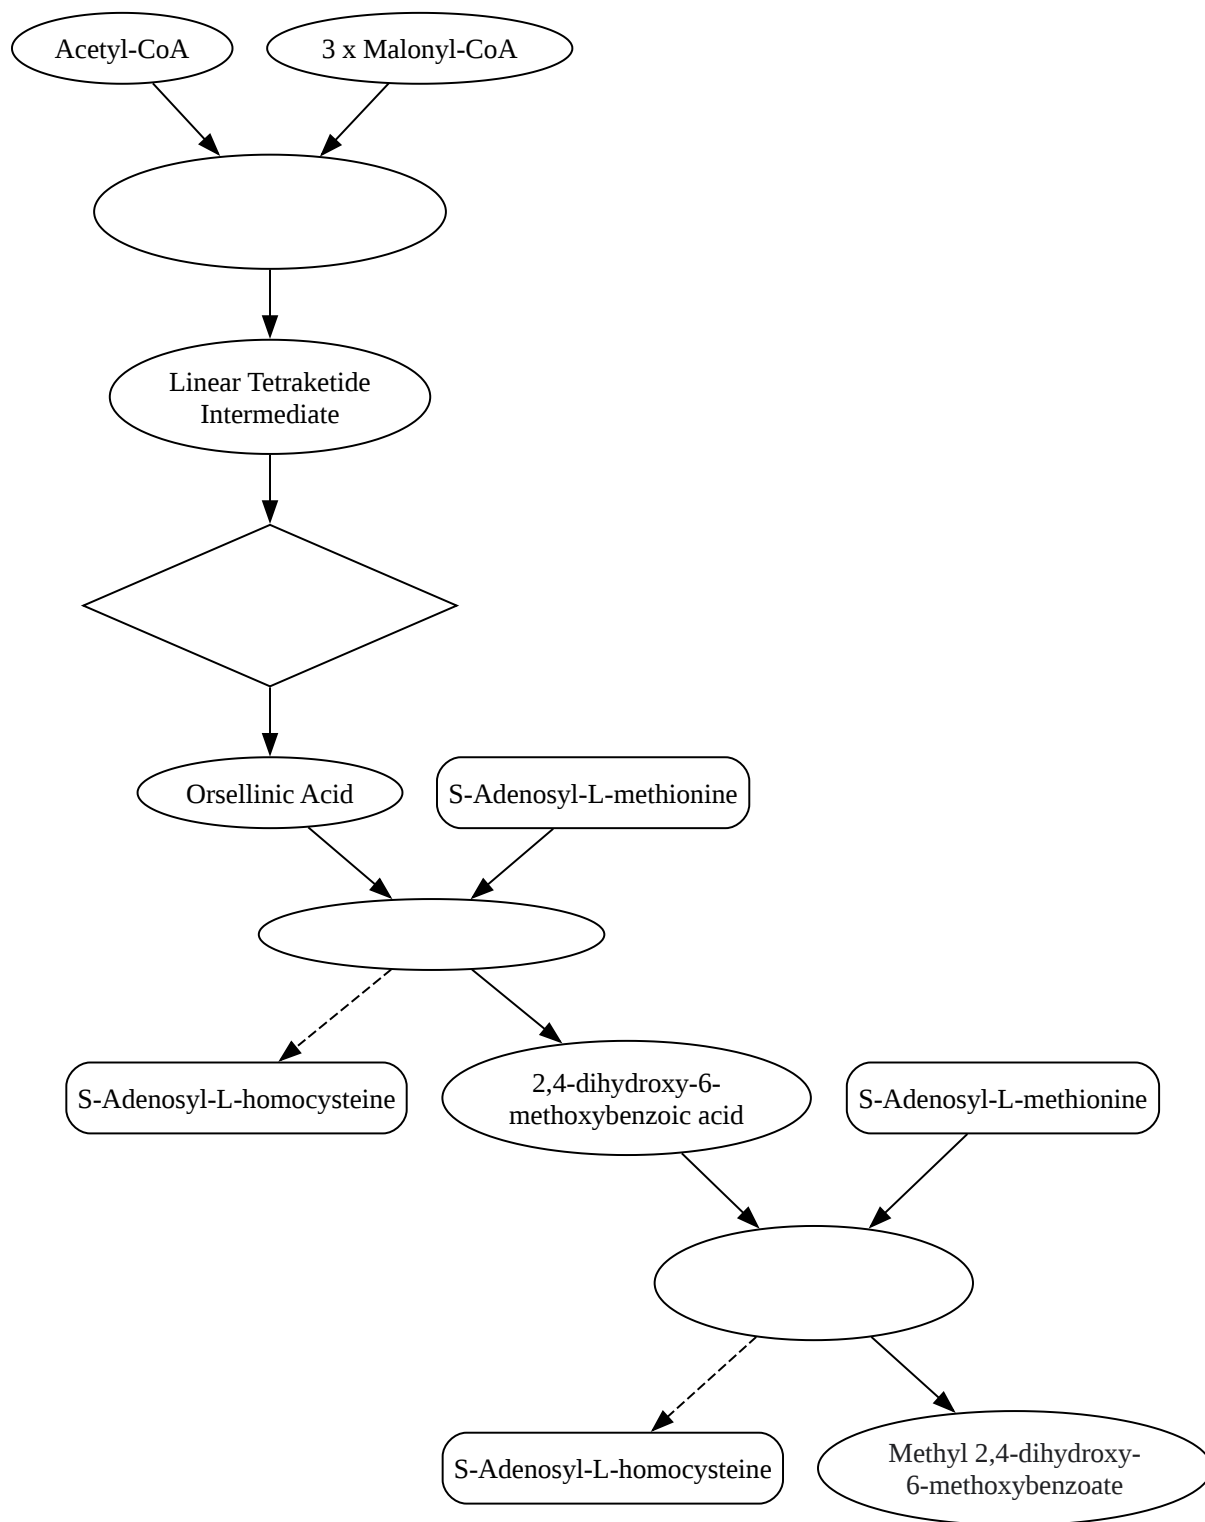 Acetyl-CoA
3 x Malonyl-CoA
Linear Tetraketide
Intermediate
Orsellinic Acid
S-Adenosyl-L-methionine
S-Adenosyl-L-homocysteine
2,4-dihydroxy-6-
methoxybenzoic acid
S-Adenosyl-L-methionine
S-Adenosyl-L-homocysteine
Methyl 2,4-dihydroxy-
6-methoxybenzoate